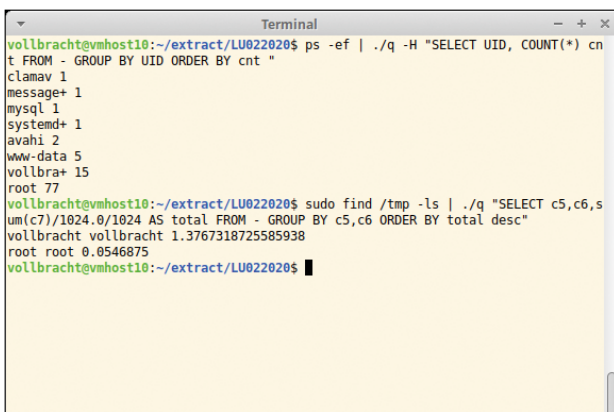 Terminal
vollbracht@vmhost10:~/extract/LU022020$ ps -ef | ./q -H "SELECT UID, COUNT(*) cn
t FROM - GROUP BY UID ORDER BY cnt "
clamav 1
message+ 1
mysql 1
systemd+ 1
avahi 2
www-data 5
vollbra+ 15
root 77
vollbracht@vmhost10:~/extract/LU022020$ sudo find /tmp -ls | ./q "SELECT c5,c6,s
um(c7)/1024.0/1024 AS total FROM - GROUP BY c5,c6 ORDER BY total desc"
vollbracht vollbracht 1.3767318725585938
root root 0.0546875
vollbracht@vmhost10:~/extract/LU022020$